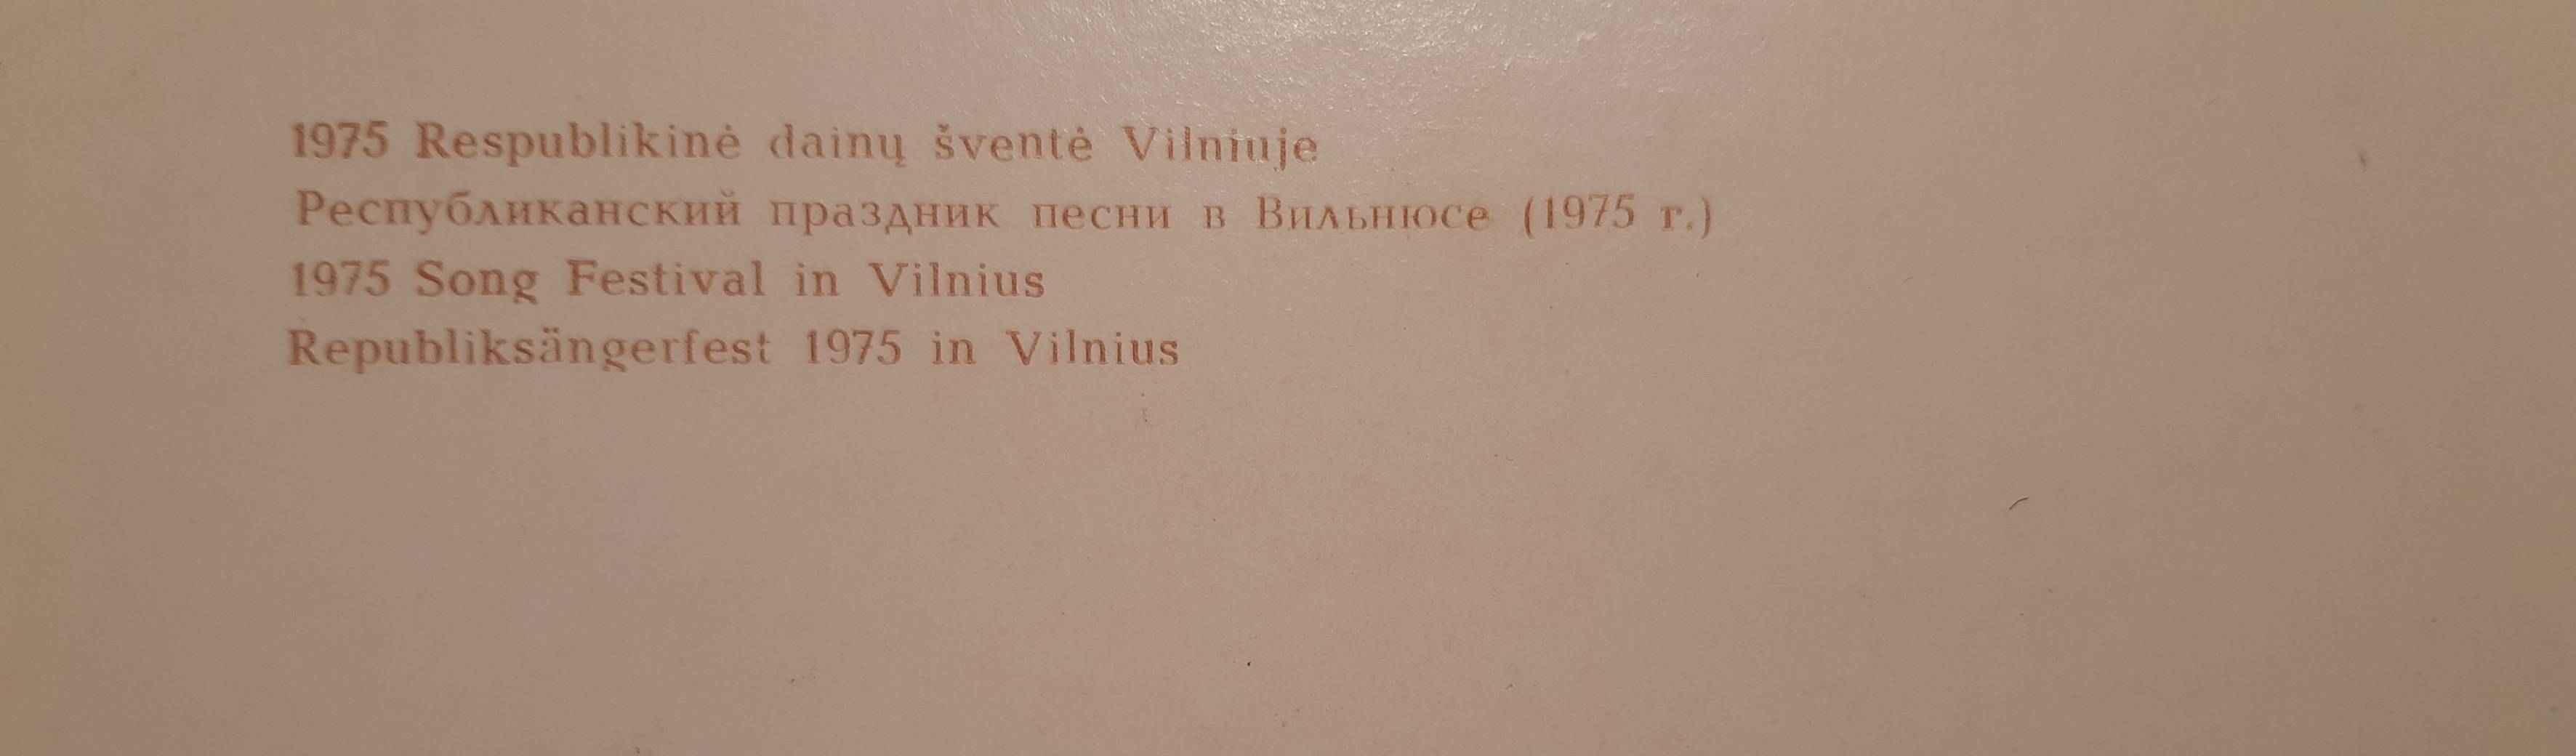 1975 Respublikinė dainų šventė Vilniuje
Республиканский праздник песни в Вильнюсе (1975 г.)
1975 Song Festival in Vilnius
Republiksängerfest 1975 in Vilnius